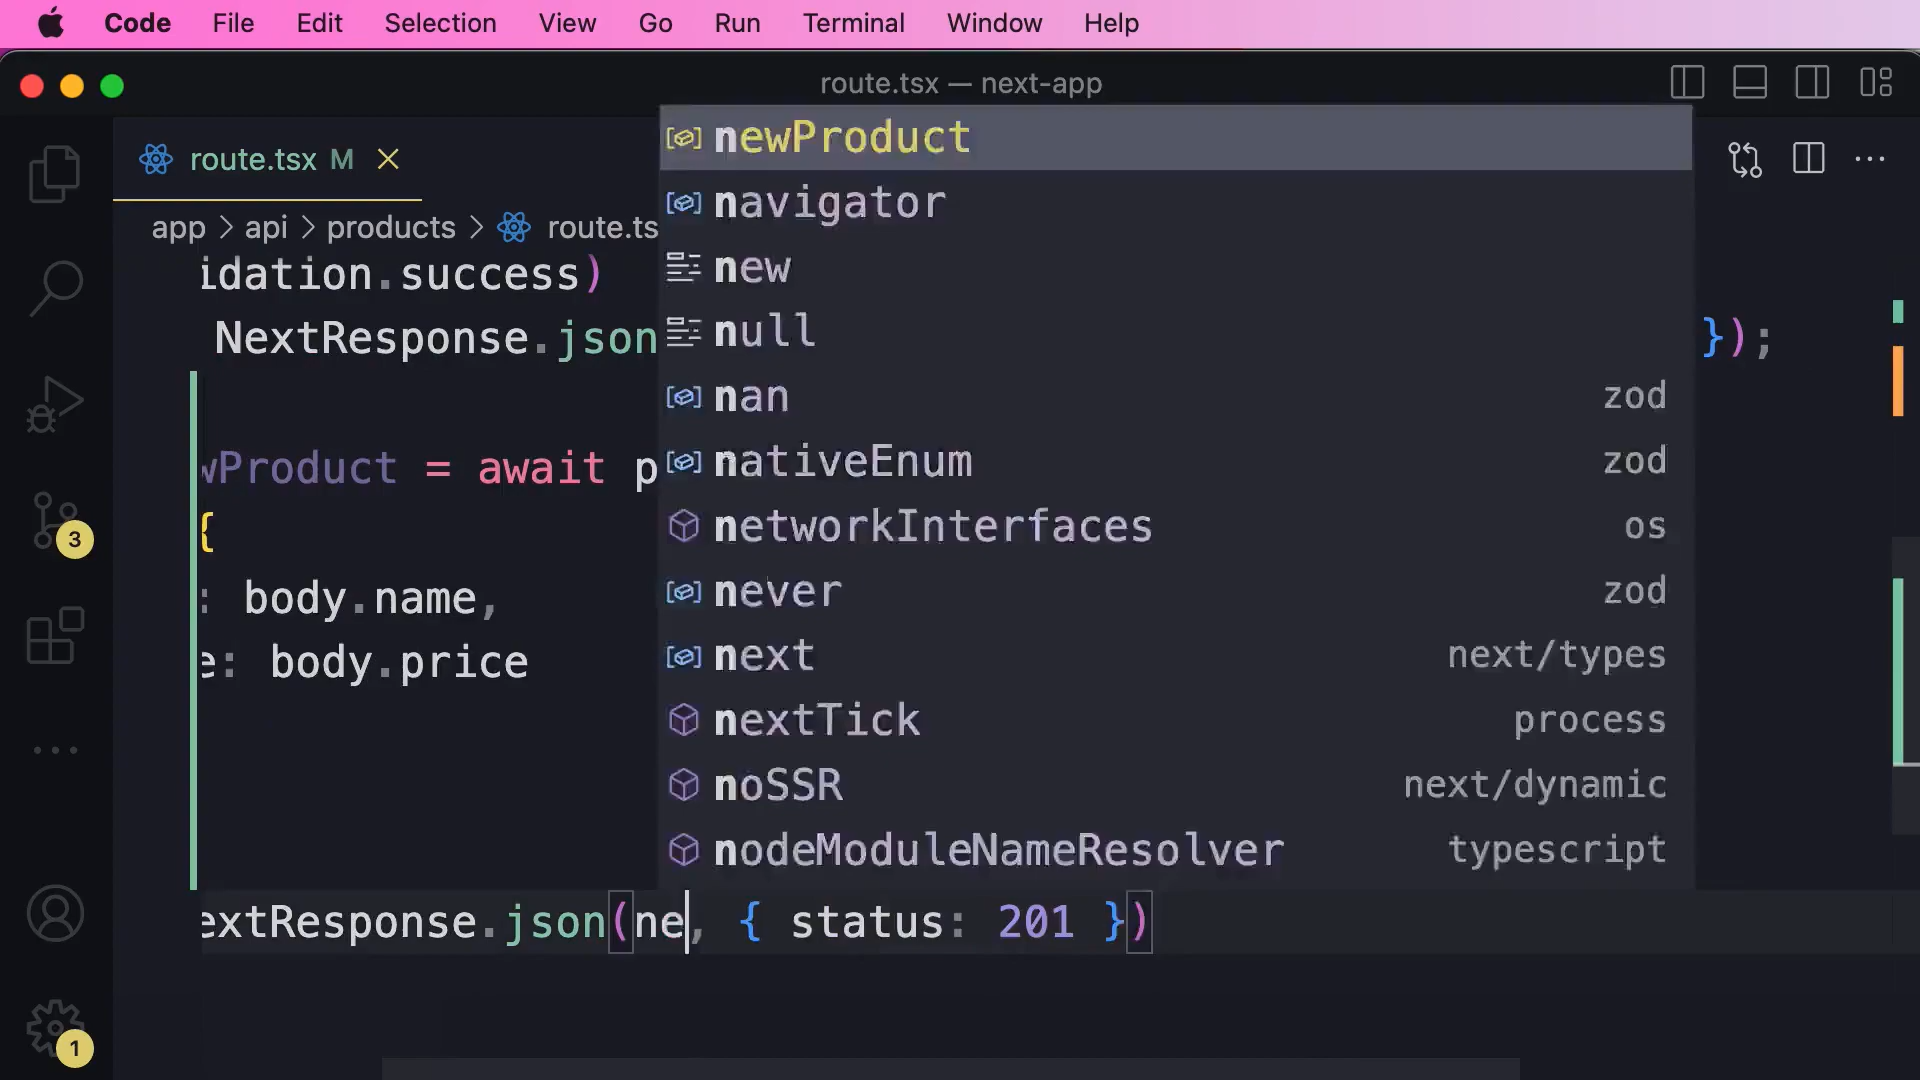 Code File Edit Selection View Go Run Terminal Window Help
route.tsx — next-app
route.tsx M
app > api > products > route.ts
idation.success)
NextResponse.json });
wProduct = await p
{
: body.name,
e: body.price
newProduct
navigator
new
null
nan zod
nativeEnum zod
networkInterfaces os
never zod
next next/types
nextTick process
noSSR next/dynamic
nodeModuleNameResolver typescript
extResponse.json(ne, { status: 201 })
3
1